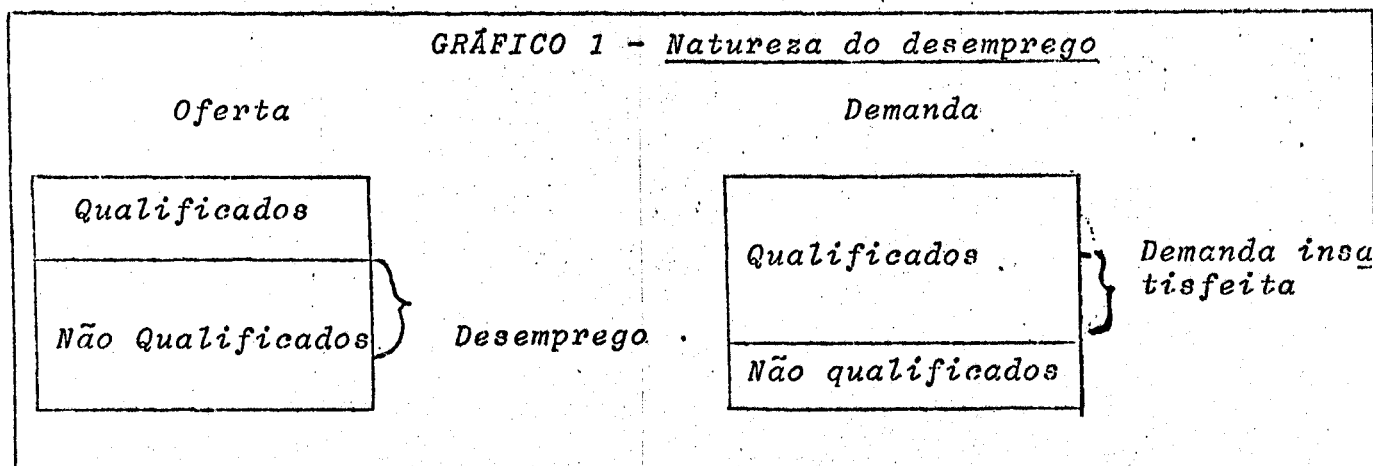 GRÁFICO 1 - Natureza do desemprego
Oferta
Demanda
Qualificados
Não Qualificados
Desemprego
Qualificados
Não qualificados
Demanda insa
tisfeita